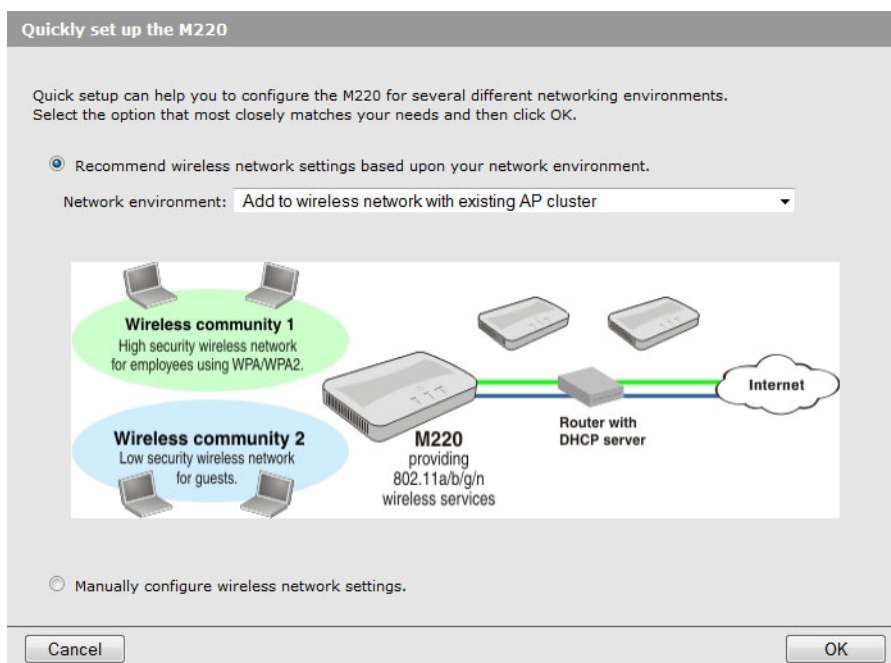 Quickly set up the M220
Quick setup can help you to configure the M220 for several different networking environments.
Select the option that most closely matches your needs and then click OK.
Recommend wireless network settings based upon your network environment.
Network environment: Add to wireless network with existing AP cluster
Wireless community 1
High security wireless network
for employees using WPA/WPA2.
Wireless community 2
Low security wireless network
for guests.
M220
providing
802.11a/b/g/n
wireless services
Router with
DHCP server
Internet
Manually configure wireless network settings.
Cancel
OK